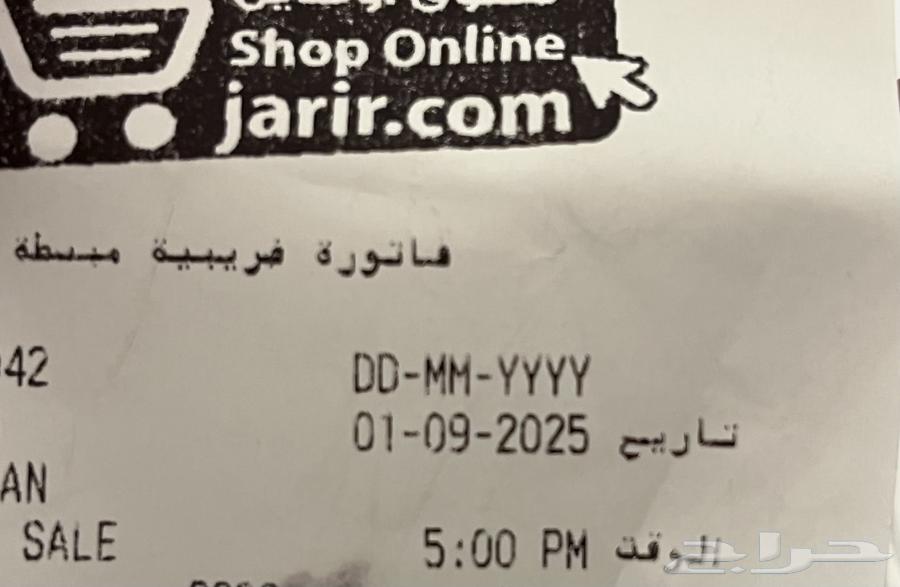 Shop Online
jarir.com
فاتورة ضريبية مبسطة
42 DD-MM-YYYY
01-09-2025 تاريخ
AN
SALE 5:00 PM الوقت
حراج